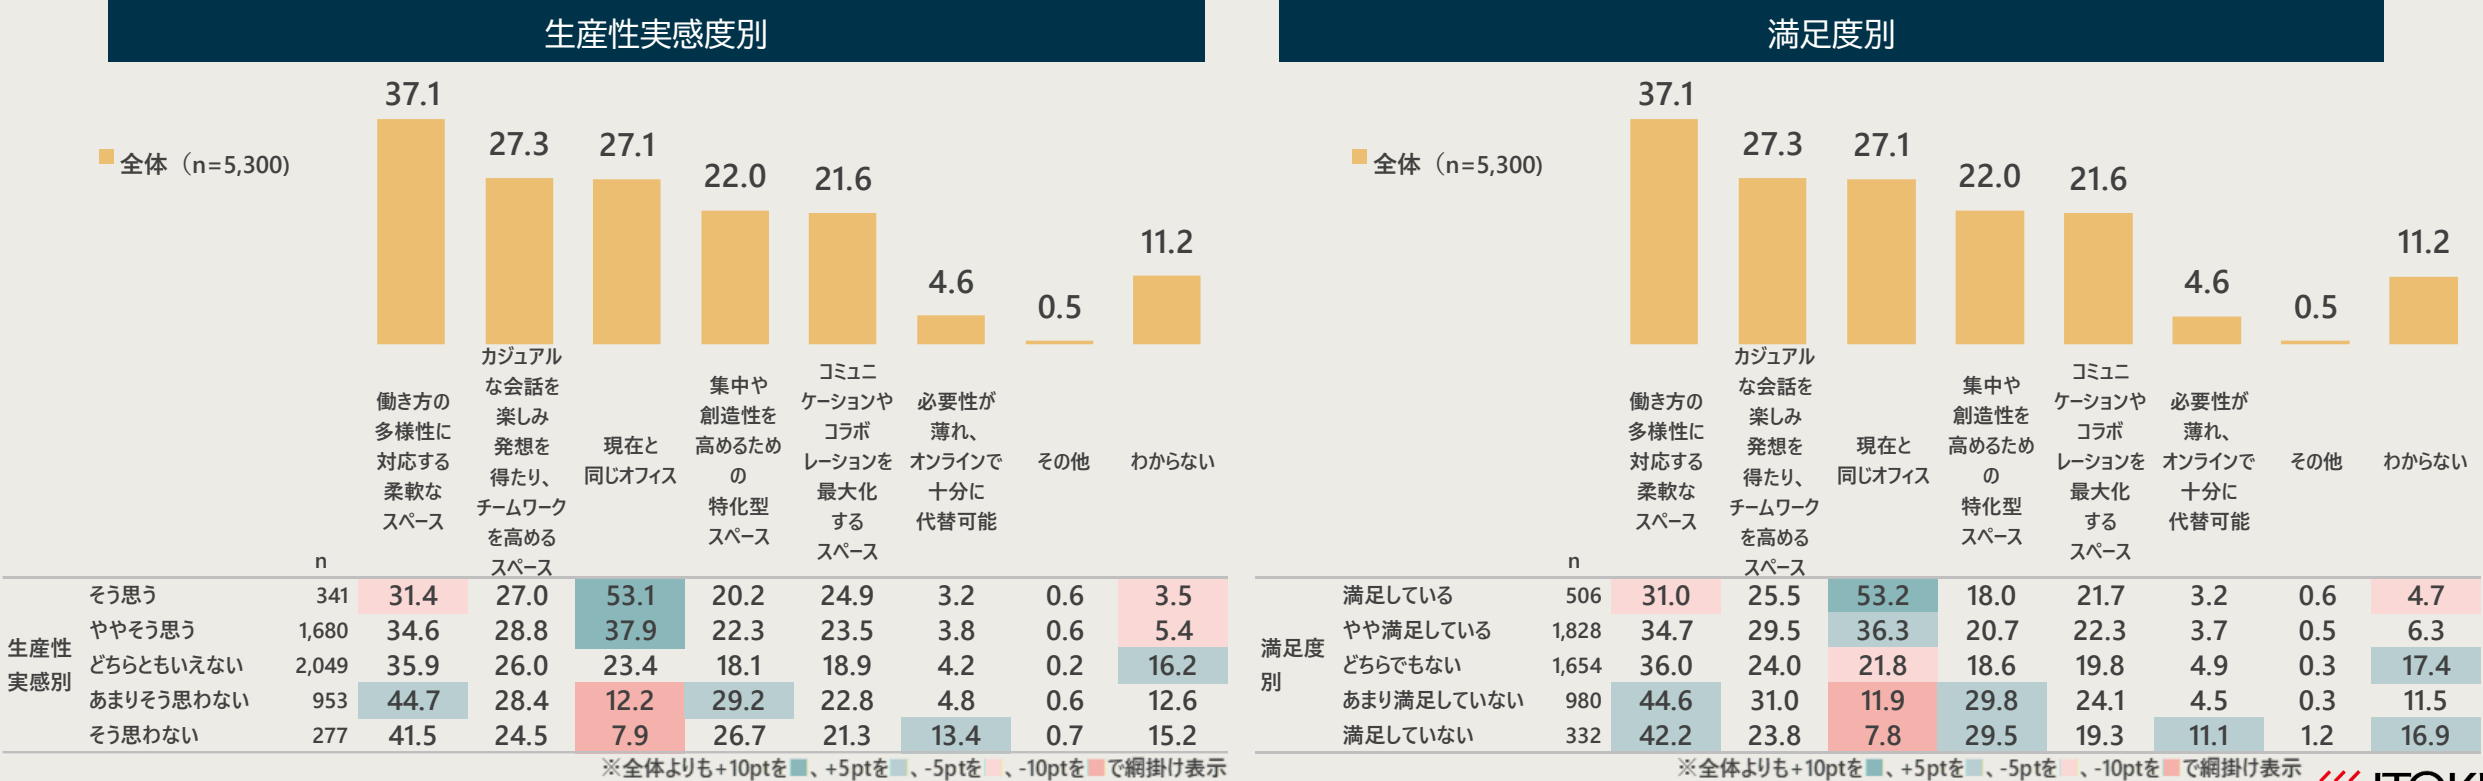 生産性実感度別
37.1
27.3
27.1
22.0
21.6
4.6
0.5
11.2
全体（n=5,300)
働き方の
多様性に
対応する
柔軟な
スペース
カジュアル
な会話を
楽しみ
発想を
得たり、
チームワーク
を高める
スペース
現在と
同じオフィス
集中や
創造性を
高めるため
の
特化型
スペース
コミュニ
ケーションや
コラボ
レーションを
最大化
する
スペース
必要性が
薄れ、
オンラインで
十分に
代替可能
その他
わからない
n
生産性
実感別
そう思う 341 31.4 27.0 53.1 20.2 24.9 3.2 0.6 3.5
ややそう思う 1,680 34.6 28.8 37.9 22.3 23.5 3.8 0.6 5.4
どちらともいえない 2,049 35.9 26.0 23.4 18.1 18.9 4.2 0.2 16.2
あまりそう思わない 953 44.7 28.4 12.2 29.2 22.8 4.8 0.6 12.6
そう思わない 277 41.5 24.5 7.9 26.7 21.3 13.4 0.7 15.2
※全体よりも+10ptを■、+5ptを■、-5ptを■、-10ptを■で網掛け表示
満足度別
37.1
27.3
27.1
22.0
21.6
4.6
0.5
11.2
全体（n=5,300)
働き方の
多様性に
対応する
柔軟な
スペース
カジュアル
な会話を
楽しみ
発想を
得たり、
チームワーク
を高める
スペース
現在と
同じオフィス
集中や
創造性を
高めるため
の
特化型
スペース
コミュニ
ケーションや
コラボ
レーションを
最大化
する
スペース
必要性が
薄れ、
オンラインで
十分に
代替可能
その他
わからない
n
満足度
別
満足している 506 31.0 25.5 53.2 18.0 21.7 3.2 0.6 4.7
やや満足している 1,828 34.7 29.5 36.3 20.7 22.3 3.7 0.5 6.3
どちらでもない 1,654 36.0 24.0 21.8 18.6 19.8 4.9 0.3 17.4
あまり満足していない 980 44.6 31.0 11.9 29.8 24.1 4.5 0.3 11.5
満足していない 332 42.2 23.8 7.8 29.5 19.3 11.1 1.2 16.9
※全体よりも+10ptを■、+5ptを■、-5ptを■、-10ptを■で網掛け表示
ITOKI